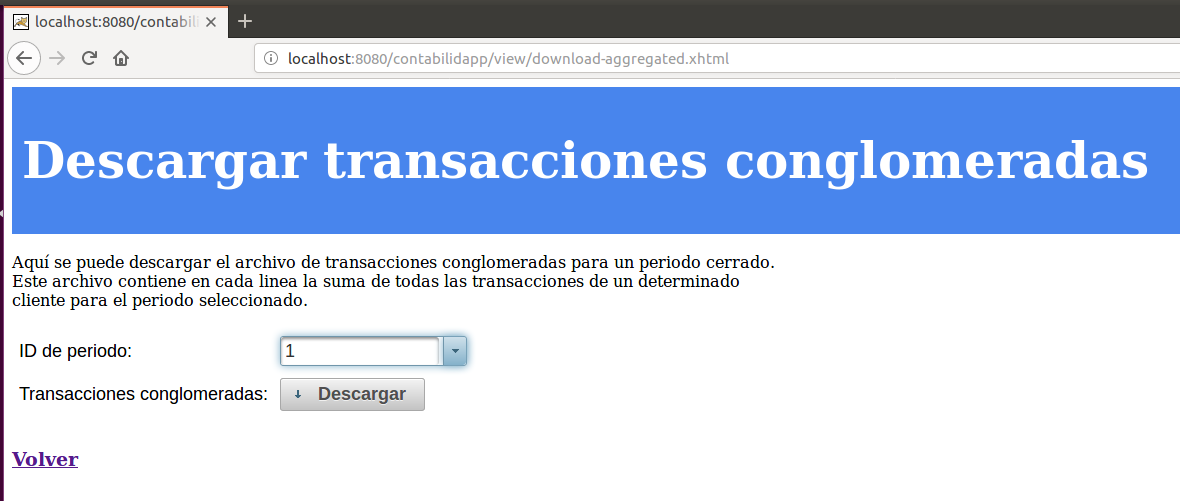 localhost:8080/contabili
localhost:8080/contabilidapp/view/download-aggregated.xhtml
Descargar transacciones conglomeradas
Aquí se puede descargar el archivo de transacciones conglomeradas para un periodo cerrado.
Este archivo contiene en cada linea la suma de todas las transacciones de un determinado
cliente para el periodo seleccionado.
ID de periodo: 1
Transacciones conglomeradas: Descargar
Volver